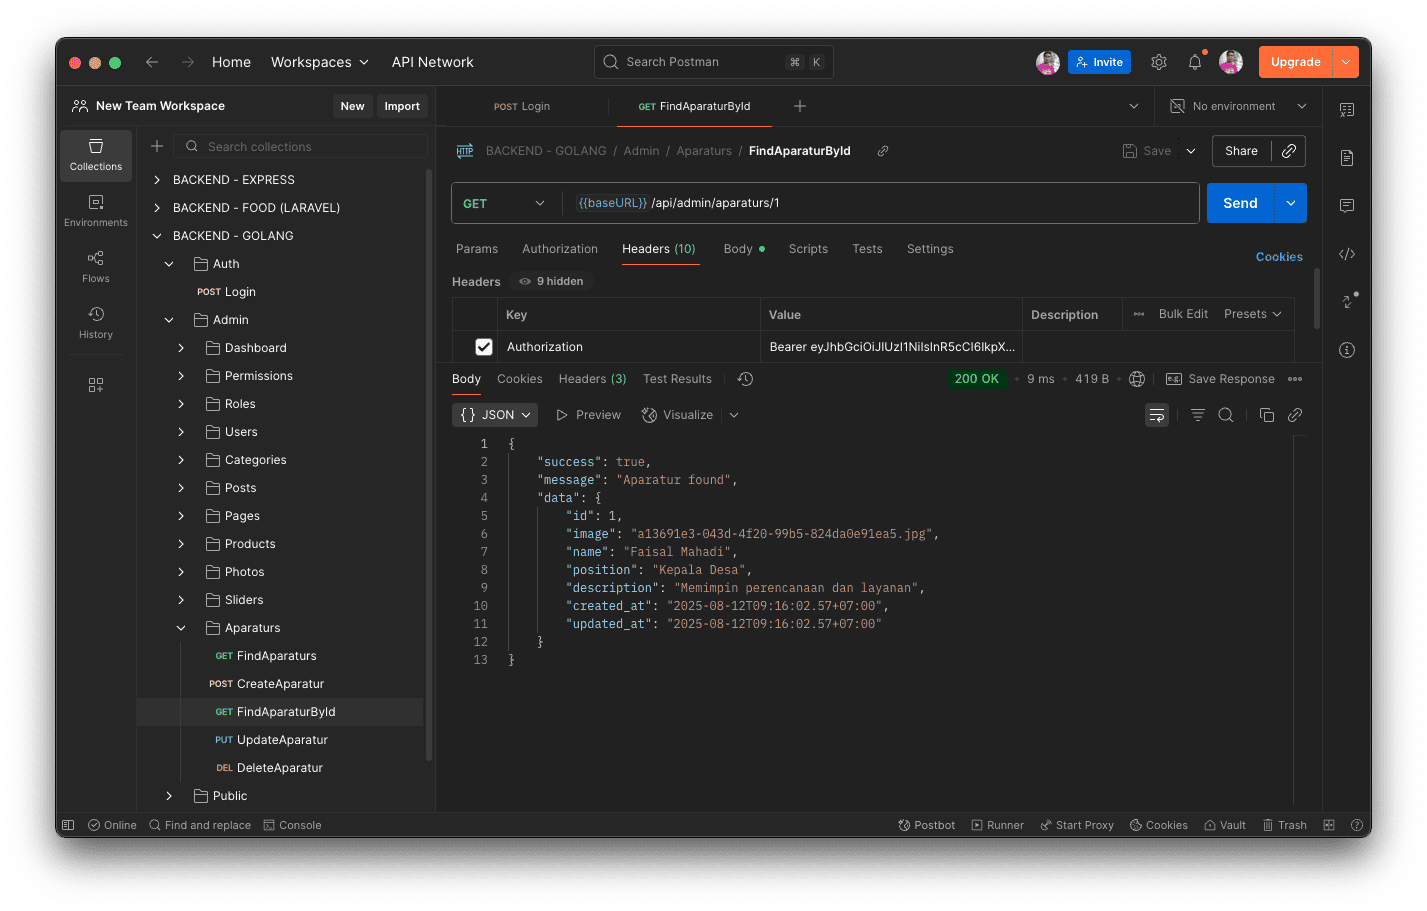 Home
Workspaces
API Network
Search Postman
⌘ K
Invite
Upgrade
New Team Workspace
New
Import
POST Login
GET FindAparaturById
No environment
Collections
Environments
Flows
History
Search collections
BACKEND - EXPRESS
BACKEND - FOOD (LARAVEL)
BACKEND - GOLANG
Auth
POST Login
Admin
Dashboard
Permissions
Roles
Users
Categories
Posts
Pages
Products
Photos
Sliders
Aparaturs
GET FindAparaturs
POST CreateAparatur
GET FindAparaturById
PUT UpdateAparatur
DEL DeleteAparatur
Public
HTTP BACKEND - GOLANG / Admin / Aparaturs / FindAparaturById
Save
Share
GET
{{baseURL}} /api/admin/aparaturs/1
Send
Params Authorization Headers (10) Body Scripts Tests Settings
Cookies
Headers 9 hidden
Key Value Description Bulk Edit Presets
Authorization Bearer eyJhbGciOiJIUzI1NiIsInR5cCI6IkpX...
Body Cookies Headers (3) Test Results
200 OK • 9 ms • 419 B
e.g. Save Response
{} JSON Preview Visualize
1 {
2 "success": true,
3 "message": "Aparatur found",
4 "data": {
5 "id": 1,
6 "image": "a13691e3-043d-4f20-99b5-824da0e91ea5.jpg",
7 "name": "Faisal Mahadi",
8 "position": "Kepala Desa",
9 "description": "Memimpin perencanaan dan layanan",
10 "created_at": "2025-08-12T09:16:02.57+07:00",
11 "updated_at": "2025-08-12T09:16:02.57+07:00"
12 }
13 }
Online
Find and replace
Console
Postbot
Runner
Start Proxy
Cookies
Vault
Trash